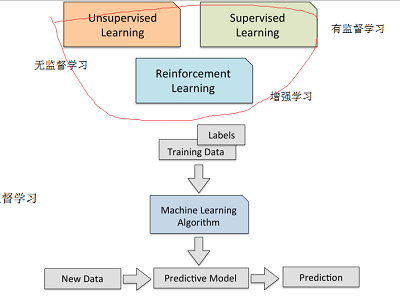 Unsupervised
Learning
Supervised
Learning
有监督学习
无监督学习
Reinforcement
Learning
增强学习
Labels
Training Data
督学习
Machine Learning
Algorithm
New Data
Predictive Model
Prediction